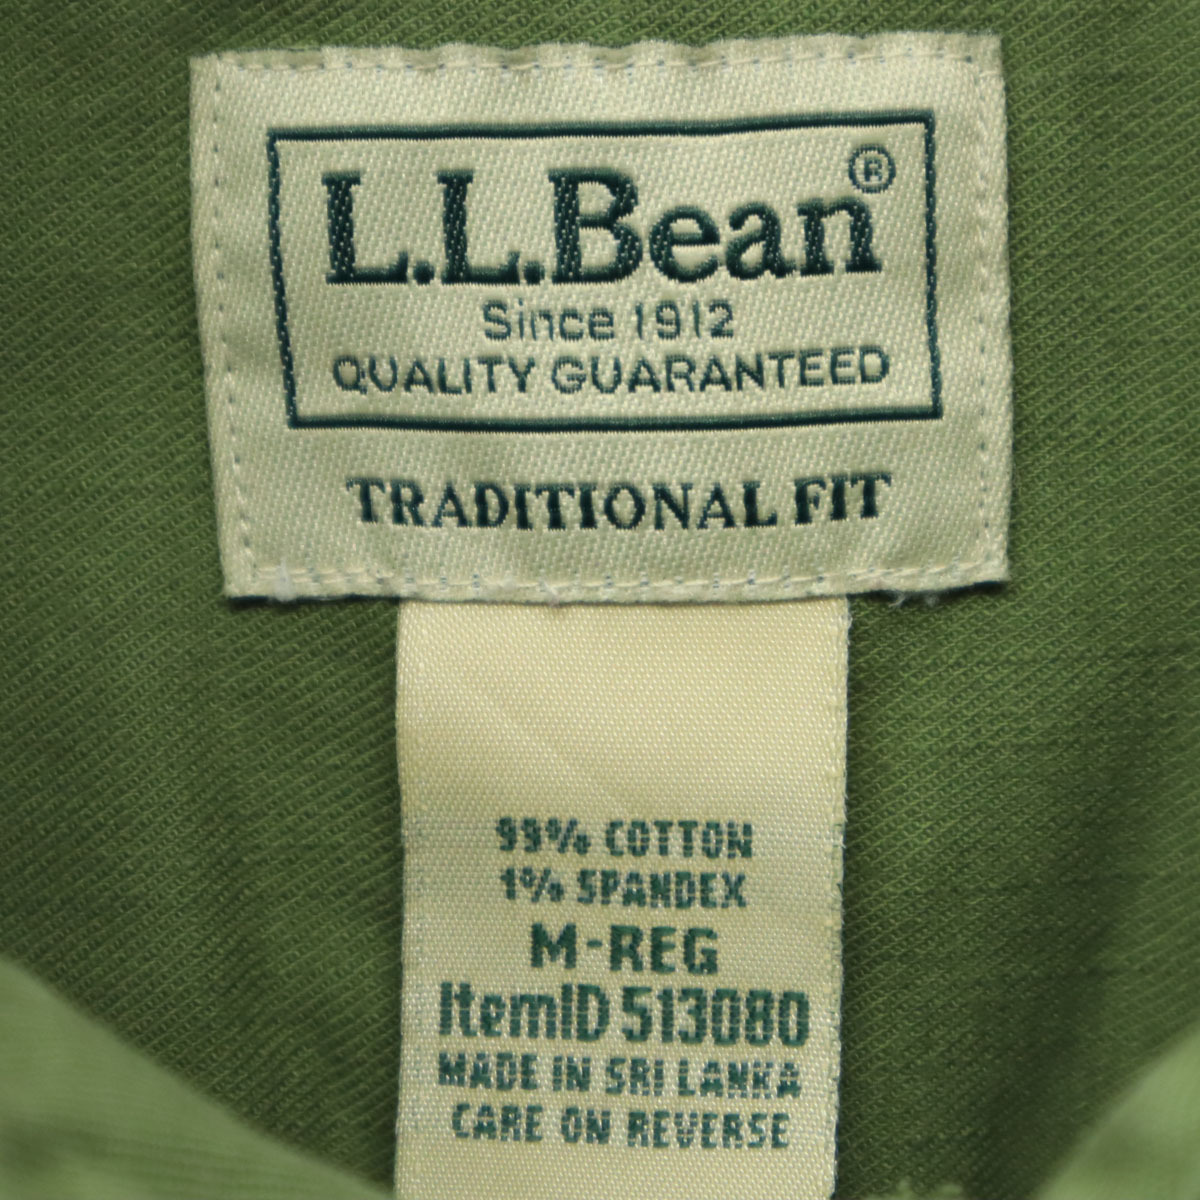 L.L.Bean®
Since 1912
QUALITY GUARANTEED
TRADITIONAL FIT
99% COTTON
1% SPANDEX
M-REG
ItemID 513080
MADE IN SRI LANKA
CARE ON REVERSE